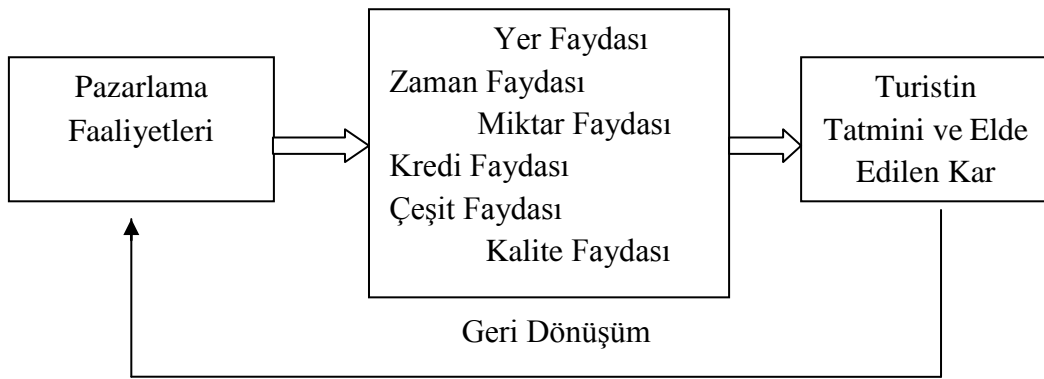 Pazarlama
Faaliyetleri
Yer Faydası
Zaman Faydası
Miktar Faydası
Kredi Faydası
Çeşit Faydası
Kalite Faydası
Turistin
Tatmini ve Elde
Edilen Kar
Geri Dönüşüm